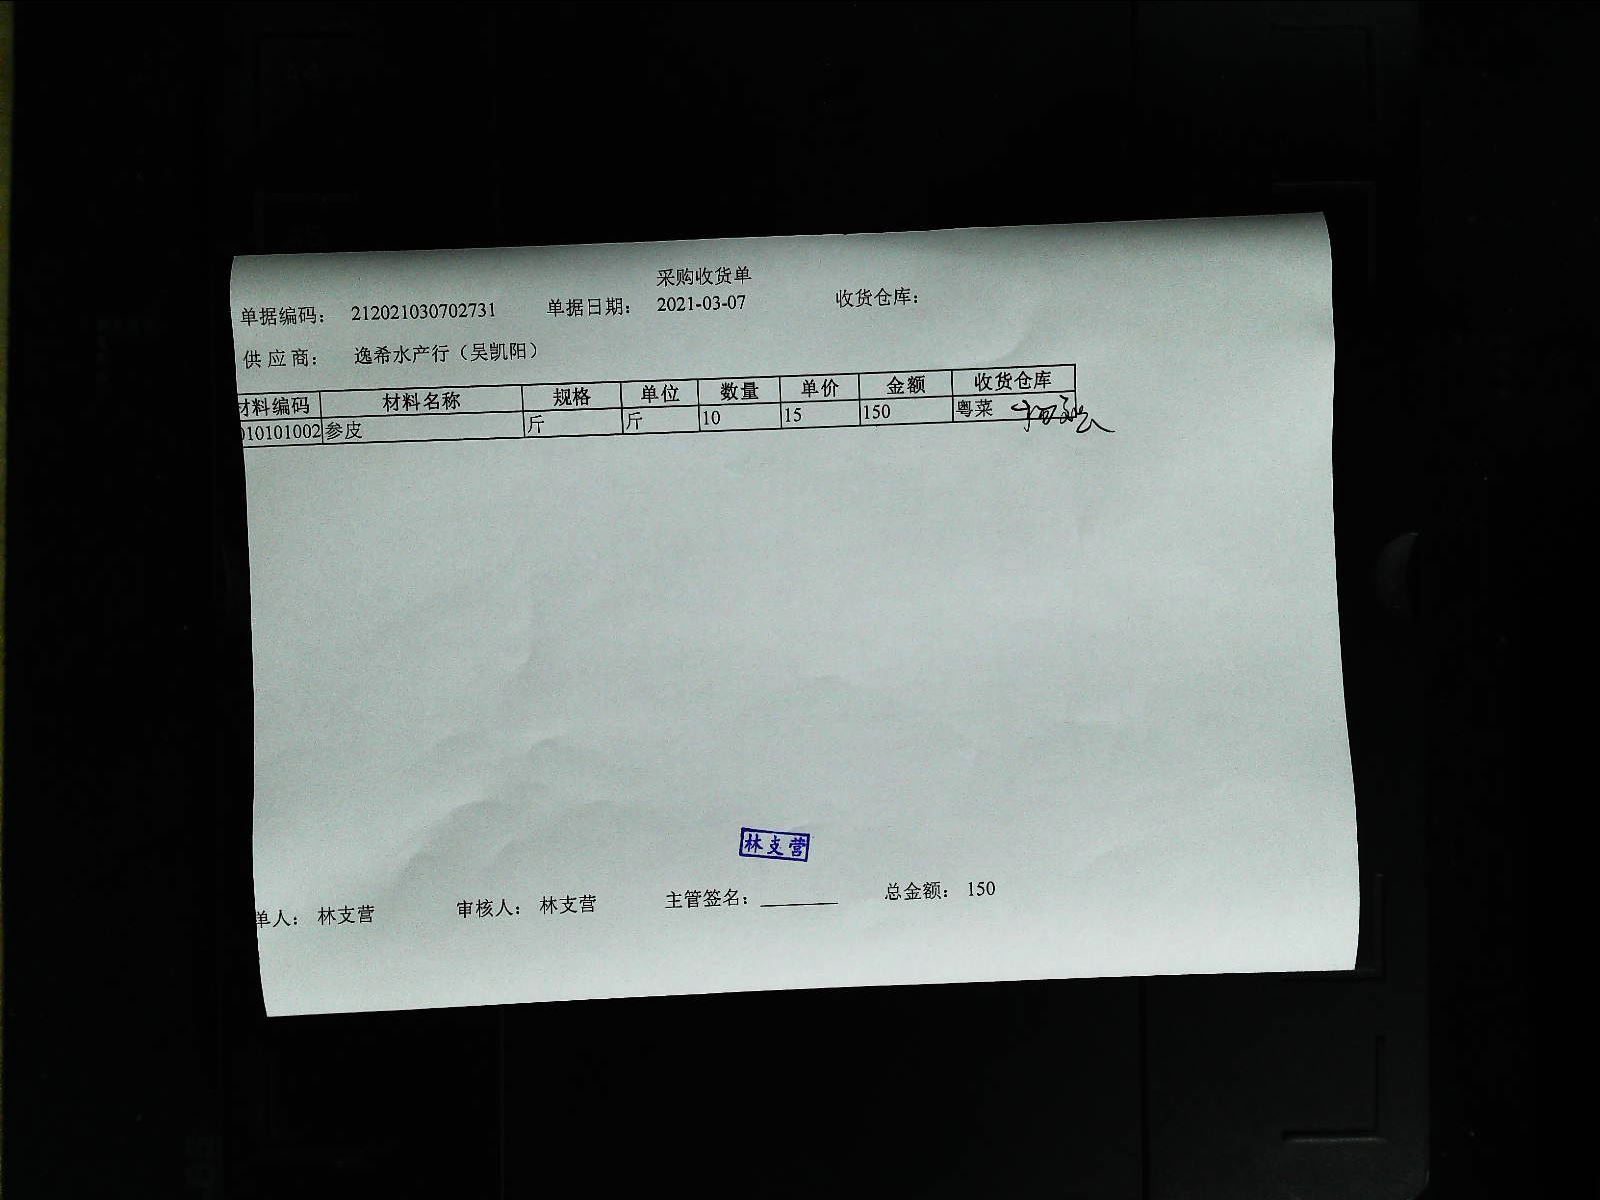 采购收货单
单据编码： 212021030702731 单据日期： 2021-03-07 收货仓库：
供 应 商： 逸希水产行（吴凯阳）
材料编码 材料名称 规格 单位 数量 单价 金额 收货仓库
010101002 参皮 斤 斤 10 15 150 粤菜
林支营
单人： 林支营 审核人： 林支营 主管签名：________ 总金额： 150